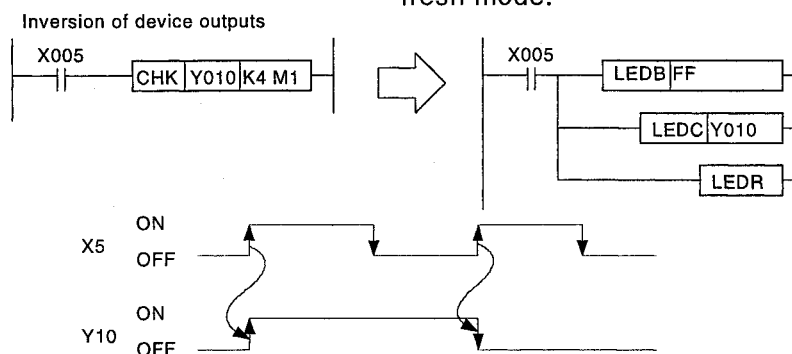 fresh mode.
Inversion of device outputs
X005
CHK Y010 K4 M1
X005
LEDB FF
LEDC Y010
LEDR
ON
X5
OFF
ON
Y10
OFF